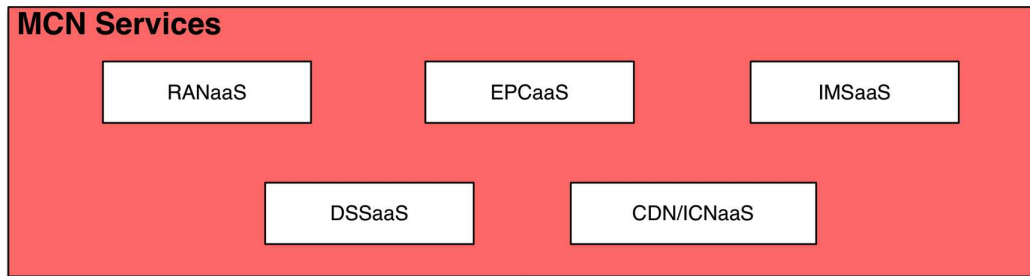 MCN Services
RANaaS
EPCaaS
IMSaaS
DSSaaS
CDN/ICNaaS